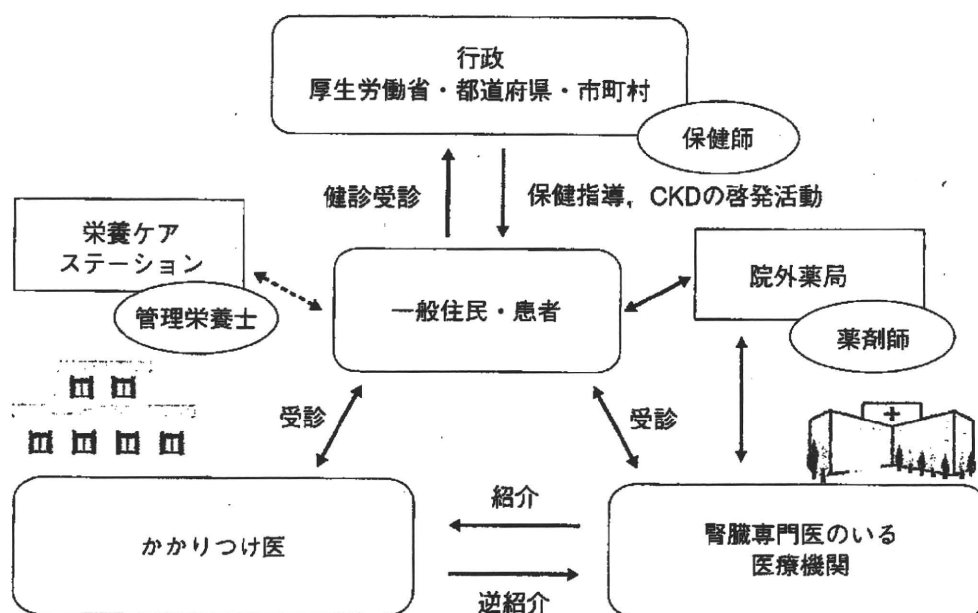 行政
厚生労働省・都道府県・市町村
保健師
健診受診
保健指導，CKDの啓発活動
栄養ケア
ステーション
管理栄養士
一般住民・患者
院外薬局
薬剤師
受診
受診
かかりつけ医
紹介
逆紹介
腎臓専門医のいる
医療機関